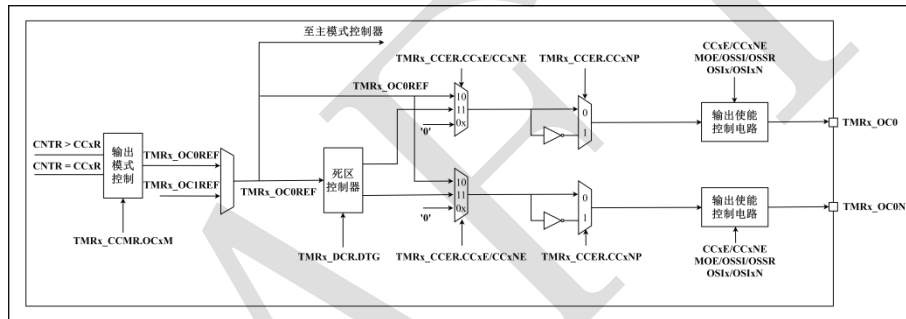 至主模式控制器
TMRx_CCER.CCxE/CCxNE
TMRx_CCER.CCxNP
CCxE/CCxNE
MOE/OSSI/OSSR
OSIx/OSIxN
TMRx_OC0REF
10
11
0x
'0'
0
1
输出使能
控制电路
TMRx_OC0
CNTR > CCxR
CNTR = CCxR
输出
模式
控制
TMRx_OC0REF
TMRx_OC1REF
TMRx_OC0REF
死区
控制器
10
11
0x
'0'
0
1
输出使能
控制电路
TMRx_OC0N
TMRx_CCMR.OCxM
TMRx_DCR.DTG
TMRx_CCER.CCxE/CCxNE
TMRx_CCER.CCxNP
CCxE/CCxNE
MOE/OSSI/OSSR
OSIx/OSIxN